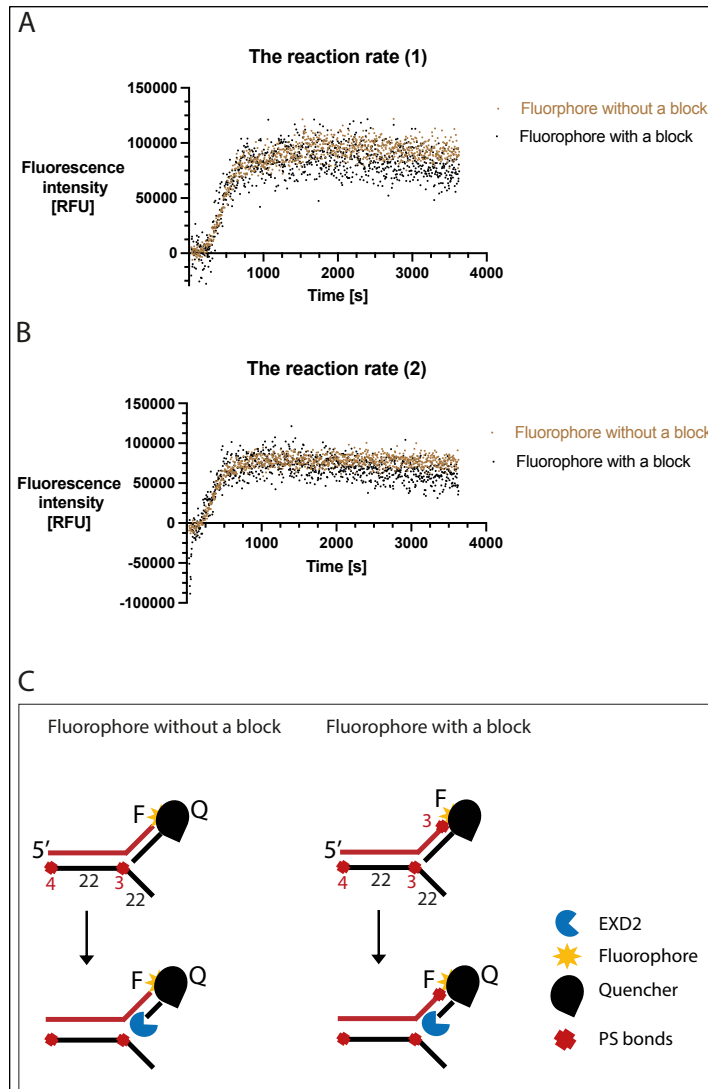 A
The reaction rate (1)
150000
100000
50000
0
Fluorescence
intensity
[RFU]
1000
2000
3000
4000
Time [s]
Fluorphore without a block
Fluorophore with a block
B
The reaction rate (2)
150000
100000
50000
0
-50000
-100000
Fluorescence
intensity
[RFU]
1000
2000
3000
4000
Time [s]
Fluorophore without a block
Fluorophore with a block
C
Fluorophore without a block
Fluorophore with a block
F
Q
5’
4
22
3
22
F
3
5’
4
22
3
22
F
Q
F
Q
EXD2
Fluorophore
Quencher
PS bonds